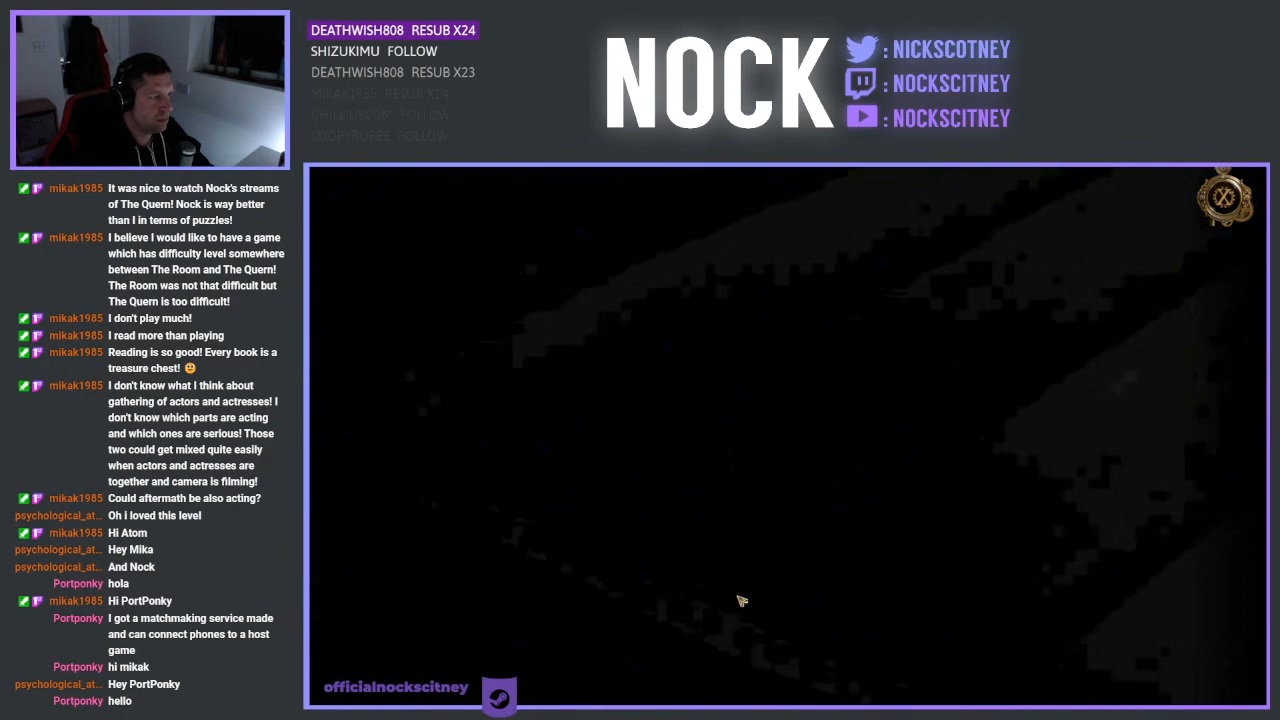 DEATHWISH808 RESUB X24
SHIZUKIMU FOLLOW
DEATHWISH808 RESUB X23
MIKAK1985 RESUB X14
FOLLOW
LOOPYRUPEE FOLLOW
NOCK
: NICKSCOTNEY
: NOCKSCITNEY
: NOCKSCITNEY
mikak1985 It was nice to watch Nock's streams
of The Quern! Nock is way better
than I in terms of puzzles!
mikak1985 I believe I would like to have a game
which has difficulty level somewhere
between The Room and The Quern!
The Room was not that difficult but
The Quern is too difficult!
mikak1985 I don't play much!
mikak1985 I read more than playing
mikak1985 Reading is so good! Every book is a
treasure chest! 🙂
mikak1985 I don't know what I think about
gathering of actors and actresses! I
don't know which parts are acting
and which ones are serious! Those
two could get mixed quite easily
when actors and actresses are
together and camera is filming!
mikak1985 Could aftermath be also acting?
psychological_at... Oh i loved this level
mikak1985 Hi Atom
psychological_at... Hey Mika
psychological_at... And Nock
Portponky hola
mikak1985 Hi PortPonky
Portponky I got a matchmaking service made
and can connect phones to a host
game
Portponky hi mikak
psychological_at... Hey PortPonky
Portponky hello
officialnockscitney